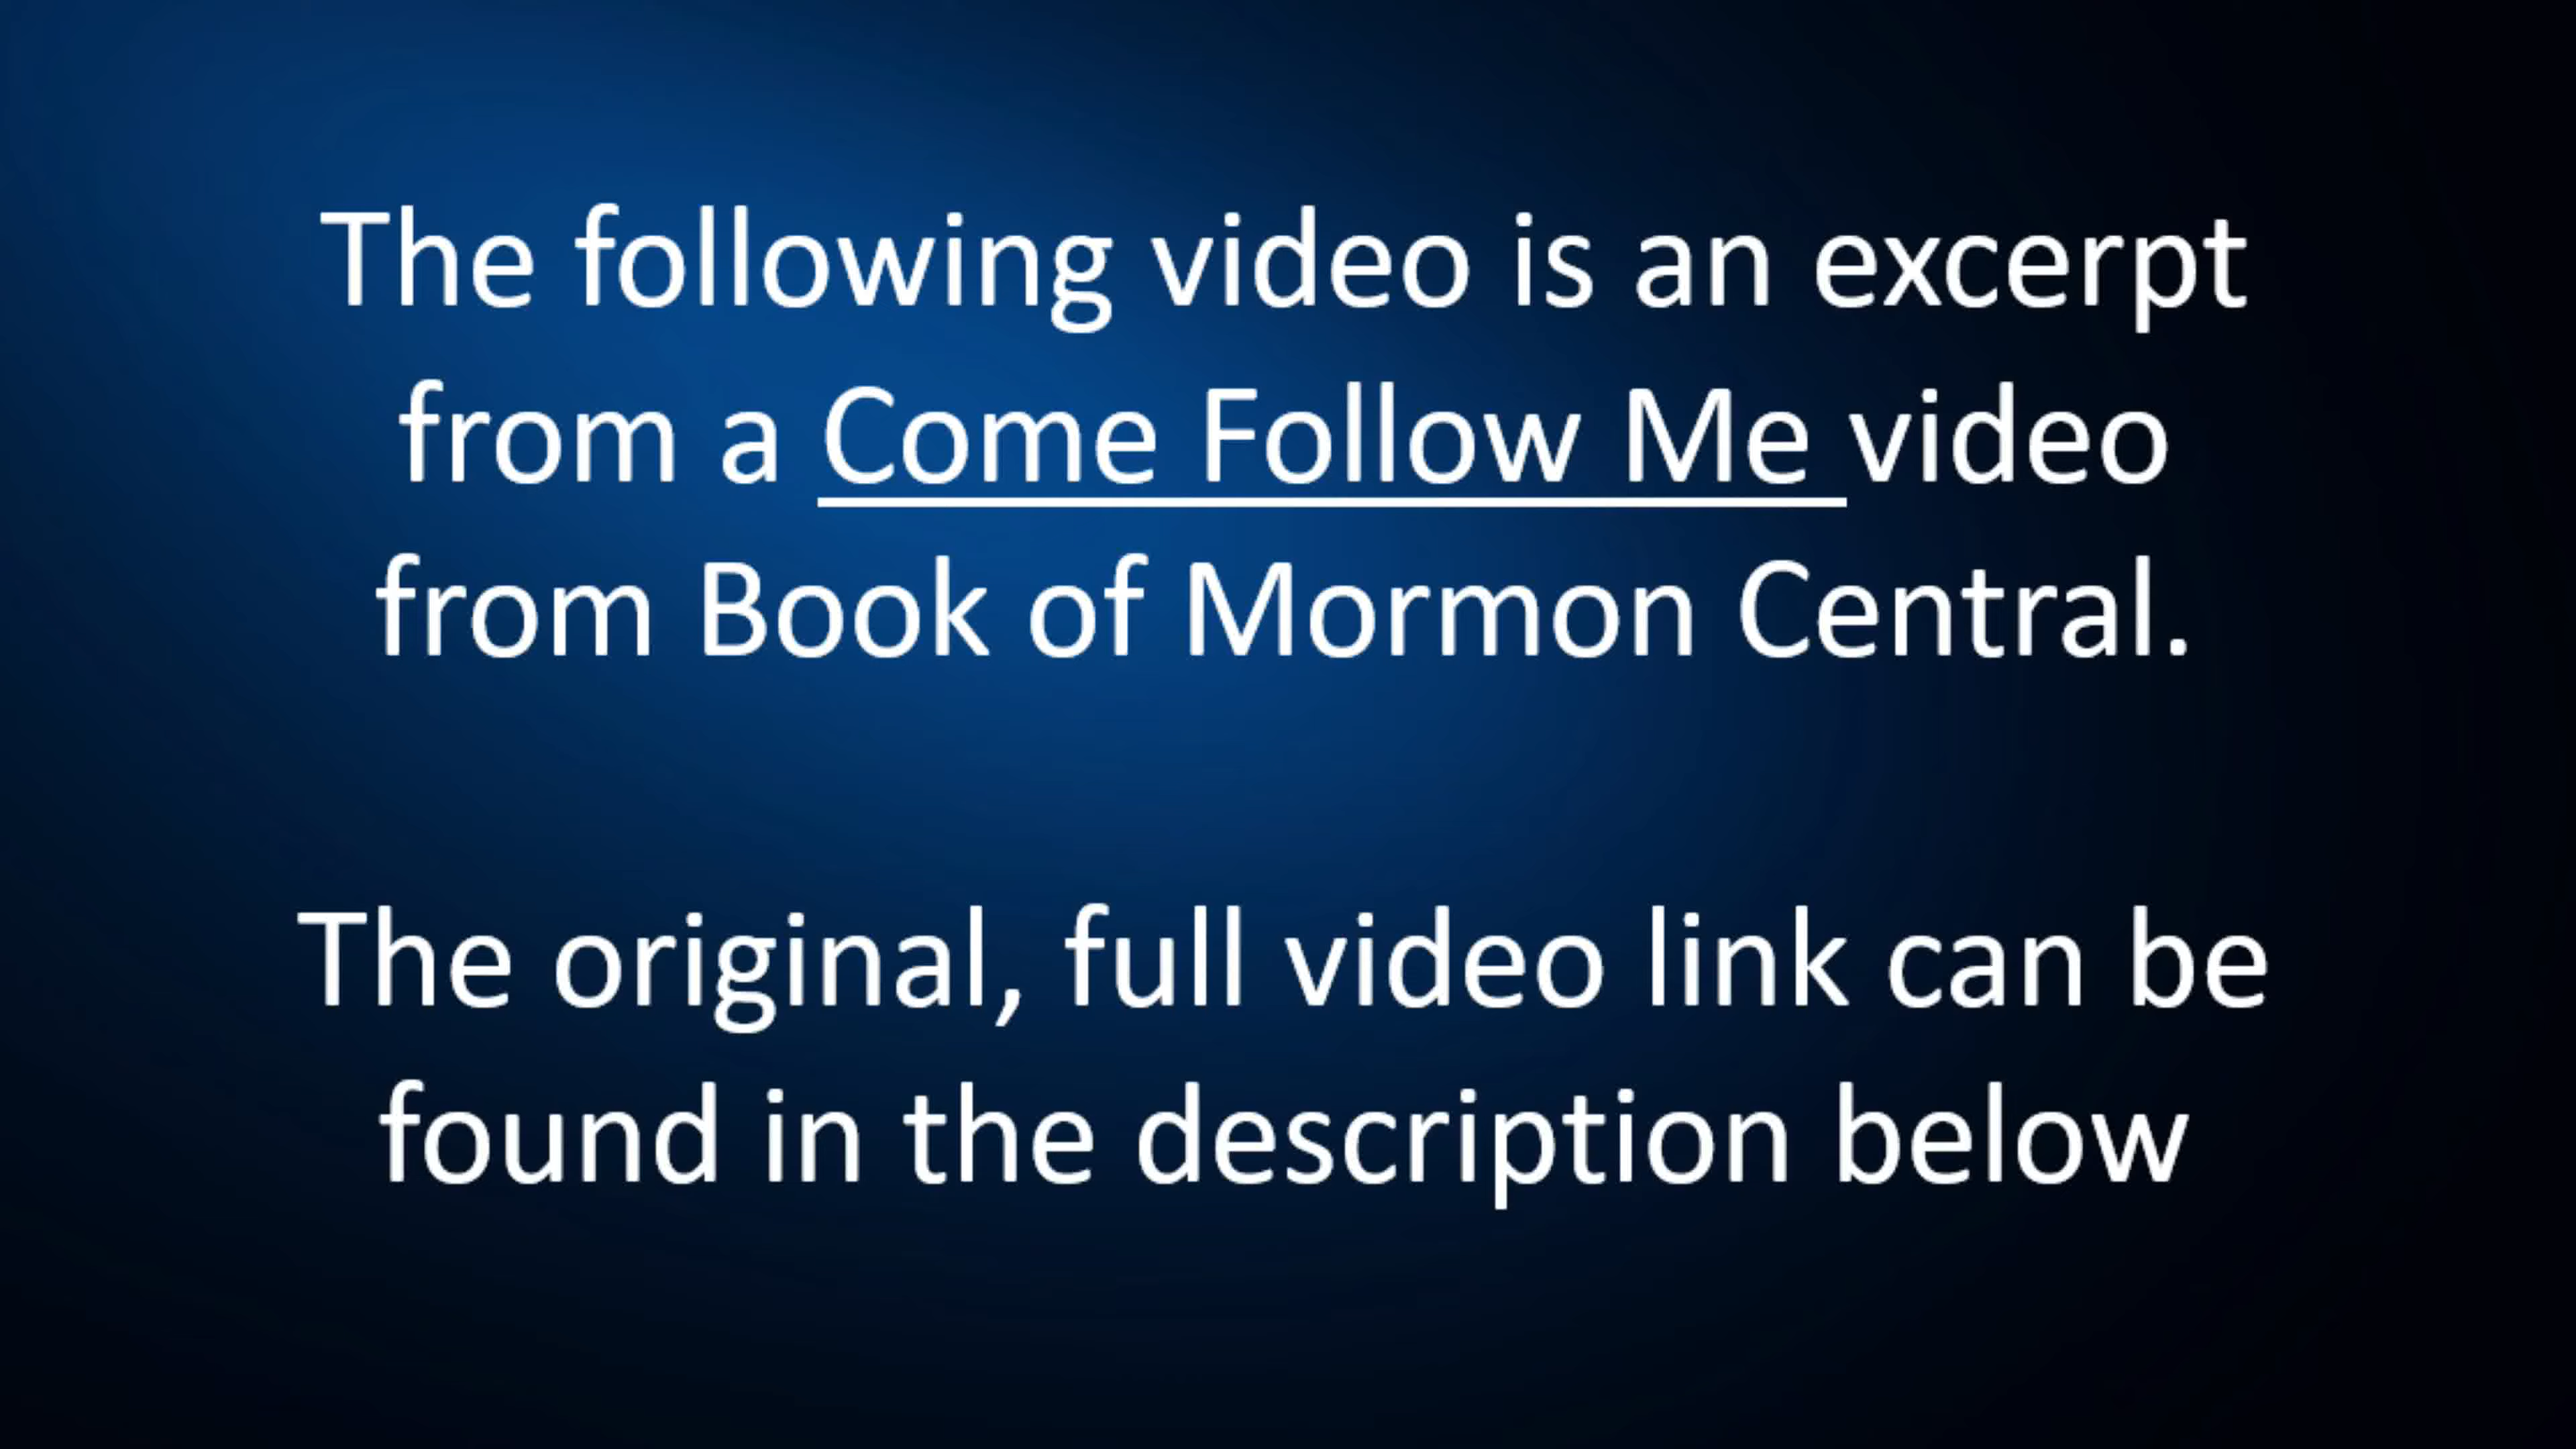 The following video is an excerpt
from a Come Follow Me video
from Book of Mormon Central.
The original, full video link can be
found in the description below